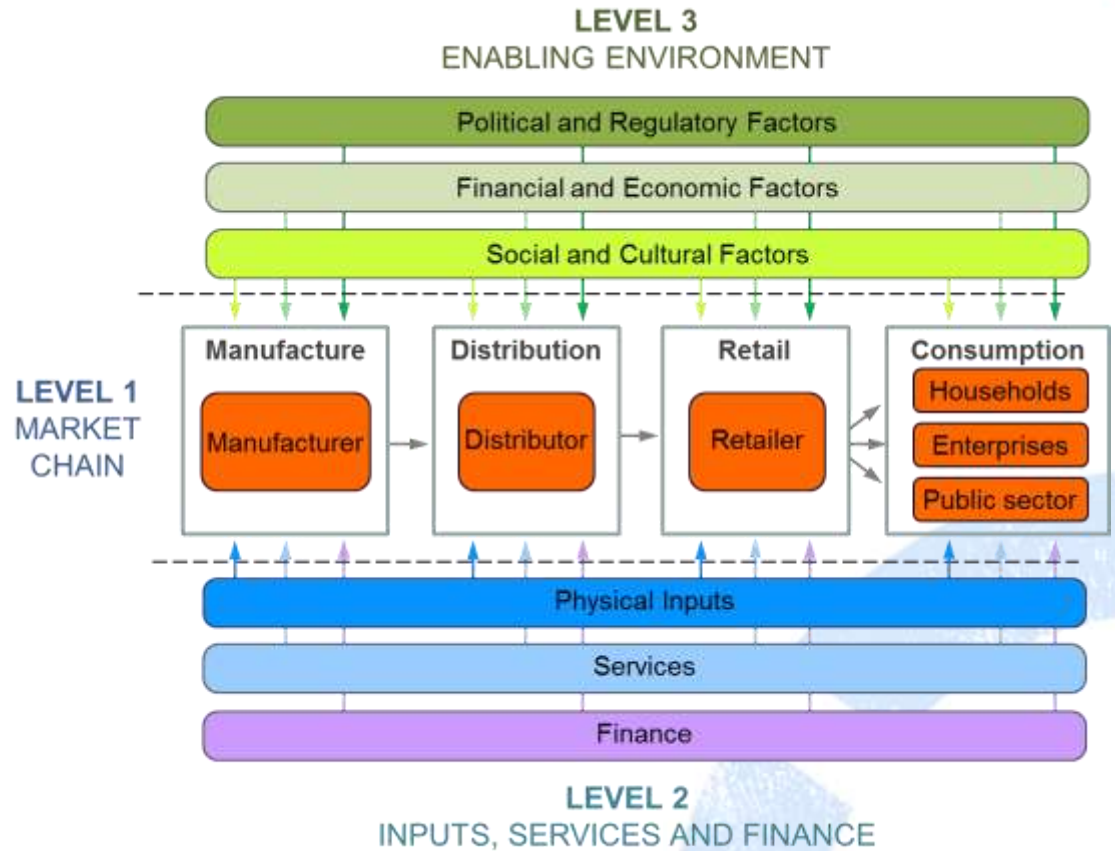 LEVEL 3
ENABLING ENVIRONMENT
Political and Regulatory Factors
Financial and Economic Factors
Social and Cultural Factors
LEVEL 1
MARKET
CHAIN
Manufacture
Manufacturer
Distribution
Distributor
Retail
Retailer
Consumption
Households
Enterprises
Public sector
Physical Inputs
Services
Finance
LEVEL 2
INPUTS, SERVICES AND FINANCE